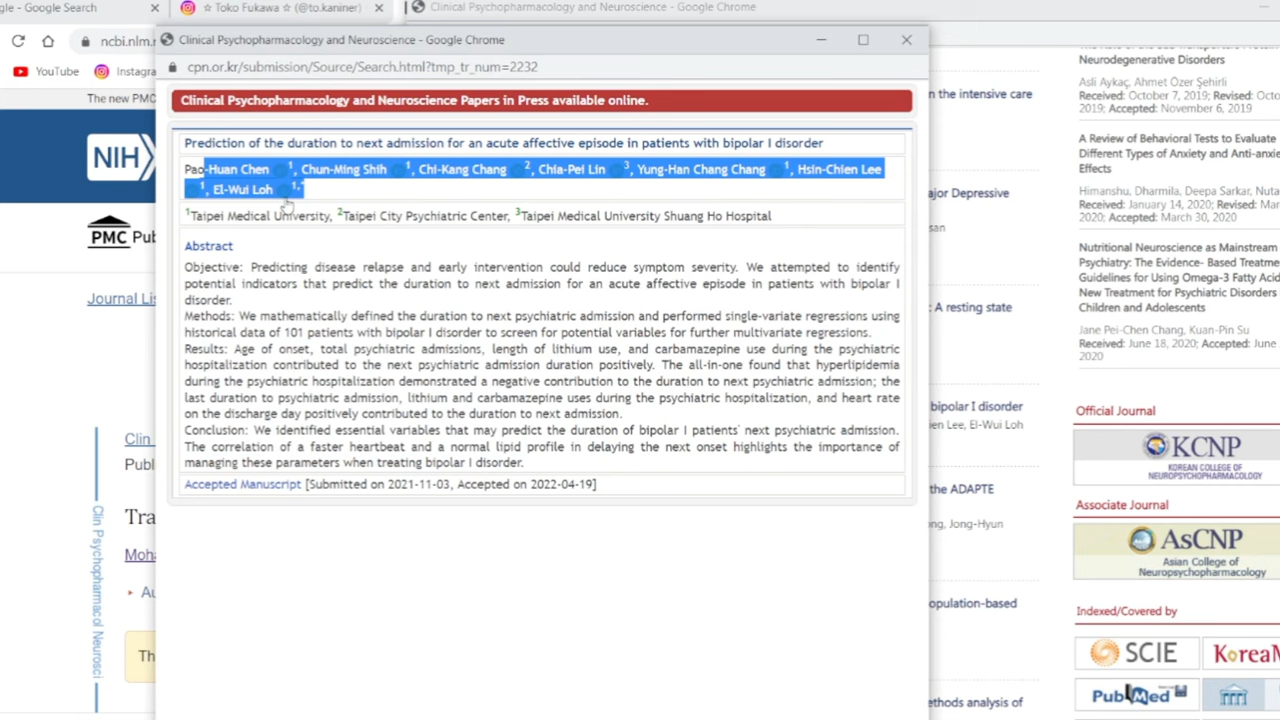 gle - Google Search
☆ Toko Fukawa ☆ (@to.kaniner)
Clinical Psychopharmacology and Neuroscience - Google Chrome
ncbi.nlm.
YouTube
Instagra
The new PMC
NIH
PMC Pub
Journal Lis
Clin
Publ
Clin Psychopharmacol Neurosci
Tra
Moha
Au
Th
Clinical Psychopharmacology and Neuroscience - Google Chrome
cpn.or.kr/submission/Source/Search.html?tmp_tr_num=2232
Clinical Psychopharmacology and Neuroscience Papers in Press available online.
Prediction of the duration to next admission for an acute affective episode in patients with bipolar I disorder
Pao-Huan Chen 1, Chun-Ming Shih 1, Chi-Kang Chang 2, Chia-Pei Lin 3, Yung-Han Chang Chang 1, Hsin-Chien Lee
1, El-Wui Loh 1,*
1Taipei Medical University, 2Taipei City Psychiatric Center, 3Taipei Medical University Shuang Ho Hospital
Abstract
Objective: Predicting disease relapse and early intervention could reduce symptom severity. We attempted to identify
potential indicators that predict the duration to next admission for an acute affective episode in patients with bipolar I
disorder.
Methods: We mathematically defined the duration to next psychiatric admission and performed single-variate regressions using
historical data of 101 patients with bipolar I disorder to screen for potential variables for further multivariate regressions.
Results: Age of onset, total psychiatric admissions, length of lithium use, and carbamazepine use during the psychiatric
hospitalization contributed to the next psychiatric admission duration positively. The all-in-one found that hyperlipidemia
during the psychiatric hospitalization demonstrated a negative contribution to the duration to next psychiatric admission; the
last duration to psychiatric admission, lithium and carbamazepine uses during the psychiatric hospitalization, and heart rate
on the discharge day positively contributed to the duration to next admission.
Conclusion: We identified essential variables that may predict the duration of bipolar I patients' next psychiatric admission.
The correlation of a faster heartbeat and a normal lipid profile in delaying the next onset highlights the importance of
managing these parameters when treating bipolar I disorder.
Accepted Manuscript [Submitted on 2021-11-03, Accepted on 2022-04-19]
n the intensive care
ajor Depressive
san
: A resting state
bipolar I disorder
en Lee, El-Wui Loh
the ADAPTE
ong, Jong-Hyun
opulation-based
ethods analysis of
Neurodegenerative Disorders
Asli Aykaç, Ahmet Özer Şehirli
Received: October 7, 2019; Revised: Octo
2019; Accepted: November 6, 2019
A Review of Behavioral Tests to Evaluate
Different Types of Anxiety and Anti-anxie
Effects
Himanshu, Dharmila, Deepa Sarkar, Nuta
Received: January 14, 2020; Revised: Mar
2020; Accepted: March 30, 2020
Nutritional Neuroscience as Mainstream
Psychiatry: The Evidence- Based Treatme
Guidelines for Using Omega-3 Fatty Acid
New Treatment for Psychiatric Disorders
Children and Adolescents
Jane Pei-Chen Chang, Kuan-Pin Su
Received: June 18, 2020; Accepted: June
2020
Official Journal
KCNP
KOREAN COLLEGE OF
NEUROPSYCHOPHARMACOLOGY
Associate Journal
AsCNP
Asian College of
Neuropsychopharmacology
Indexed/Covered by
SCIE
KoreaM
PubMed